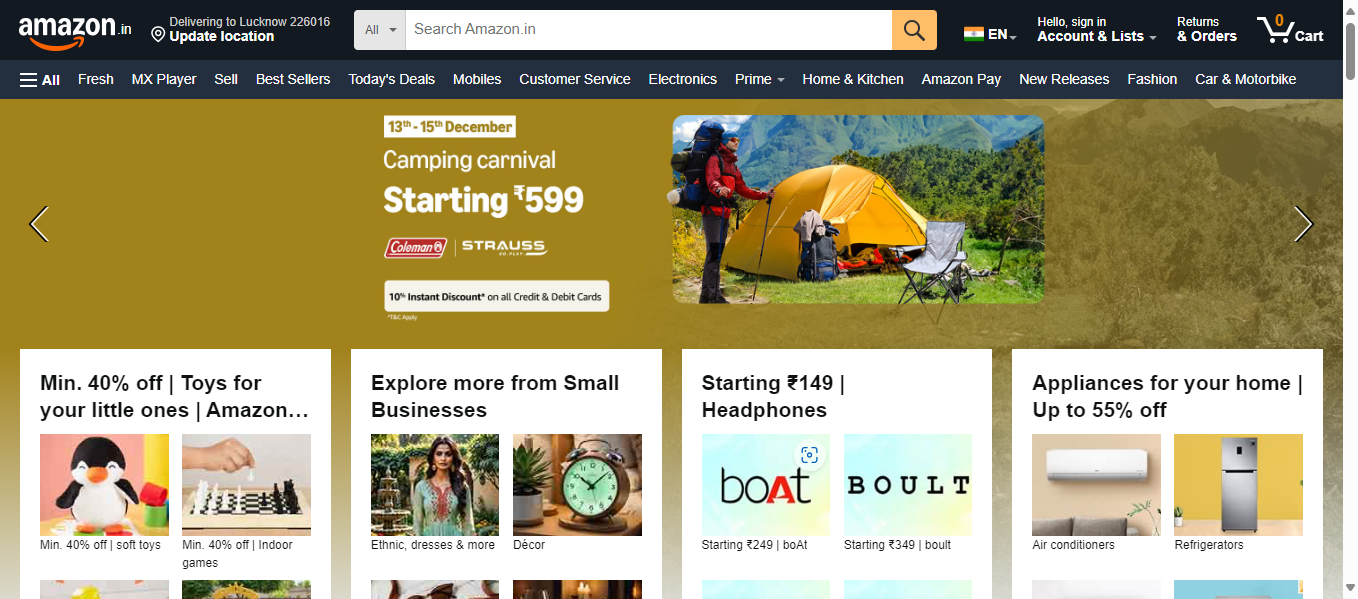 amazon.in
Delivering to Lucknow 226016
Update location
All
Search Amazon.in
EN
Hello, sign in
Account & Lists
Returns
& Orders
0
Cart
All Fresh MX Player Sell Best Sellers Today's Deals Mobiles Customer Service Electronics Prime Home & Kitchen Amazon Pay New Releases Fashion Car & Motorbike
13th - 15th December
Camping carnival
Starting ₹599
Coleman | STRAUSS
GO. PLAY.
10% Instant Discount* on all Credit & Debit Cards
*T&C Apply
Min. 40% off | Toys for
your little ones | Amazon…
Min. 40% off | soft toys
Min. 40% off | Indoor
games
Explore more from Small
Businesses
Ethnic, dresses & more
Décor
Starting ₹149 |
Headphones
boAt
BOULT
Starting ₹249 | boAt
Starting ₹349 | boult
Appliances for your home |
Up to 55% off
Air conditioners
Refrigerators